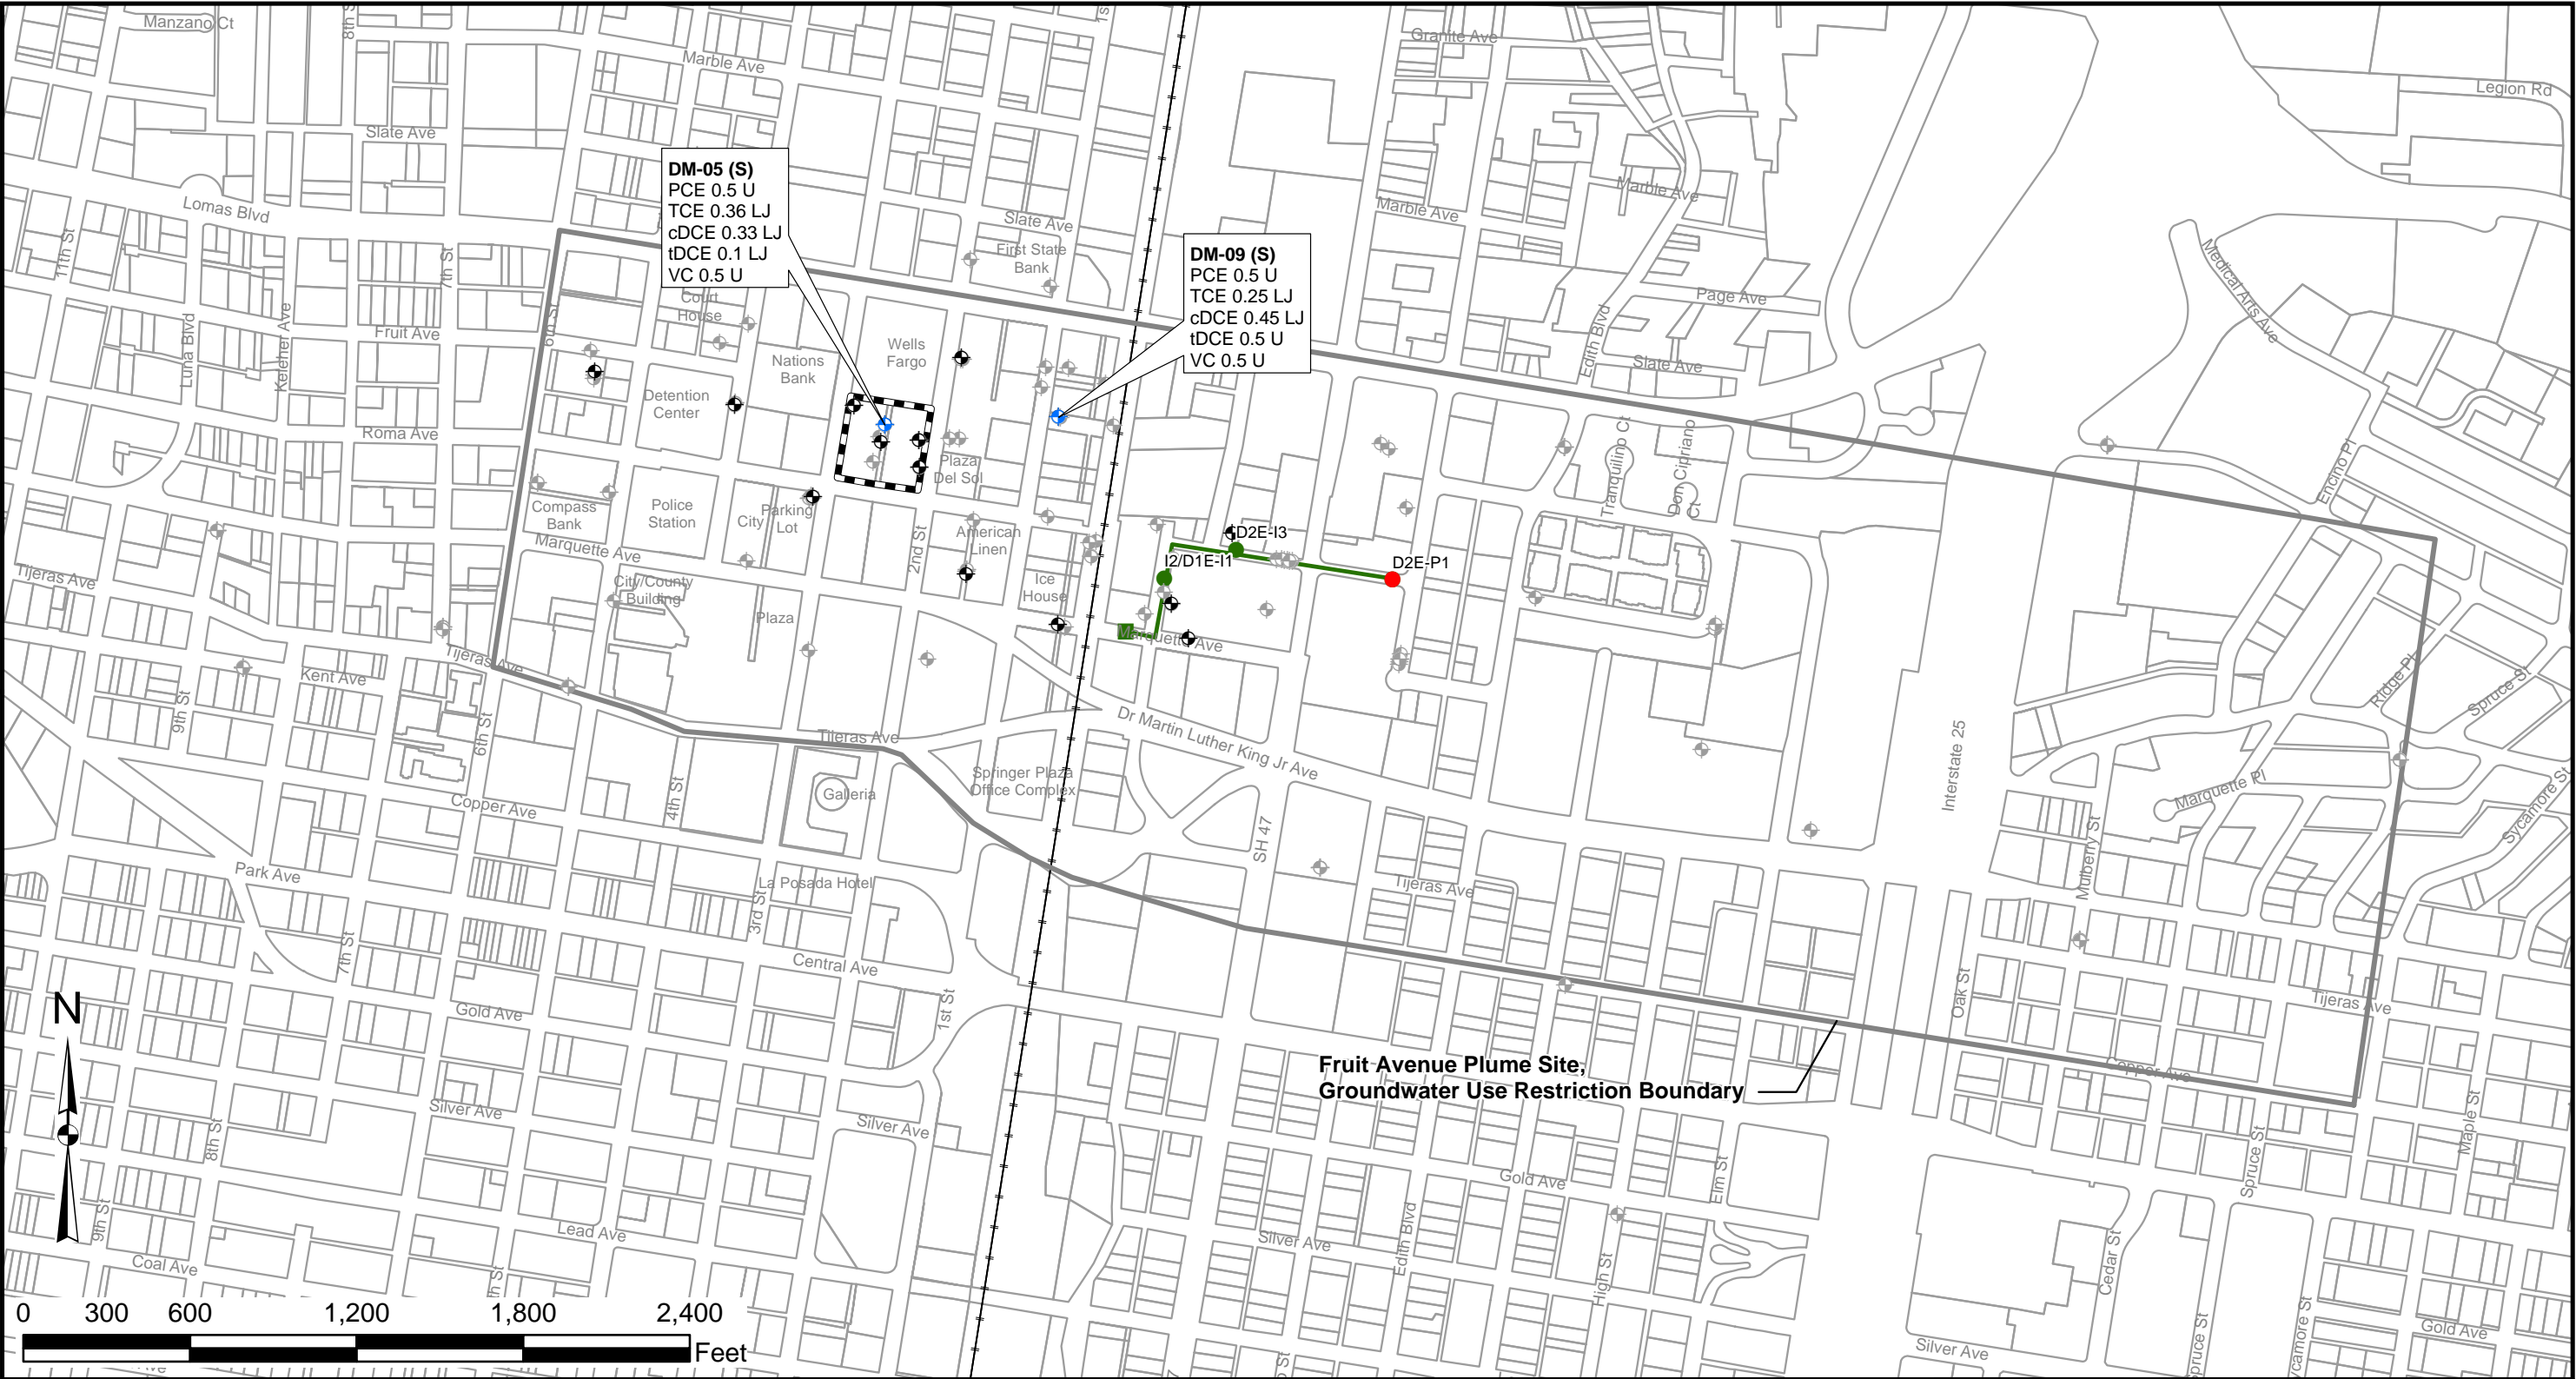 Manzano Ct
8th S
Marble Ave
1s
Granite Ave
Legion Rd
Slate Ave
DM-05 (S)
PCE 0.5 U
TCE 0.36 LJ
cDCE 0.33 LJ
tDCE 0.1 LJ
VC 0.5 U
Marble Ave
Marble Ave
Lomas Blvd
Slate Ave
First State
Bank
DM-09 (S)
PCE 0.5 U
TCE 0.25 LJ
cDCE 0.45 LJ
tDCE 0.5 U
VC 0.5 U
11th St
7th St
Medical Arts Ave
Page Ave
Court
House
6th St
Fruit Ave
Luna Blvd
Keleher Ave
Wells
Fargo
Nations
Bank
Edith Blvd
Slate Ave
Detention
Center
Roma Ave
Tranquilino Ct
Don Cipriano
Ct
Encino Pl
Plaza
Del Sol
Compass
Bank
Police
Station
City
Parking
Lot
American
Linen
2nd St
D2E-I3
I2/D1E-I1
D2E-P1
Marquette Ave
Tijeras Ave
City/County
Building
Ice
House
Plaza
Marquette Ave
Tijeras Ave
Kent Ave
9th St
6th St
Ridge Pl
Spruce St
Dr Martin Luther King Jr Ave
Tijeras Ave
Interstate 25
Springer Plaza
Office Complex
Galleria
4th St
Copper Ave
Marquette Pl
Sycamore St
SH 47
Mulberry St
Park Ave
La Posada Hotel
Tijeras Ave
3rd St
7th St
Central Ave
Oak St
Tijeras Ave
N
Gold Ave
1st St
Fruit Avenue Plume Site,
Groundwater Use Restriction Boundary
Copper Ave
Silver Ave
Silver Ave
8th St
Maple St
Spruce St
Gold Ave
Elm St
9th St
Lead Ave
Silver Ave
Edith Blvd
High St
Cedar St
Coal Ave
th St
0 300 600 1,200 1,800 2,400
Feet
Silver Ave
Gold Ave
pruce St
ycamore St
o St